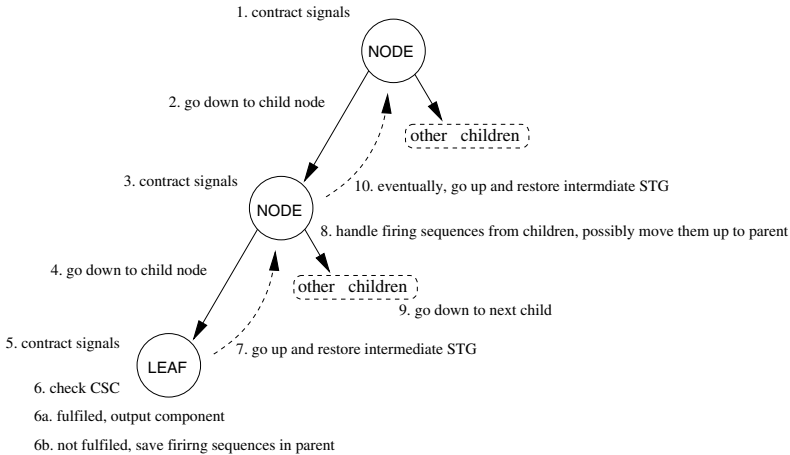 1. contract signals
NODE
2. go down to child node
other children
3. contract signals
10. eventually, go up and restore intermdiate STG
NODE
8. handle firing sequences from children, possibly move them up to parent
4. go down to child node
other children
9. go down to next child
5. contract signals
7. go up and restore intermediate STG
LEAF
6. check CSC
6a. fulfiled, output component
6b. not fulfiled, save firirng sequences in parent